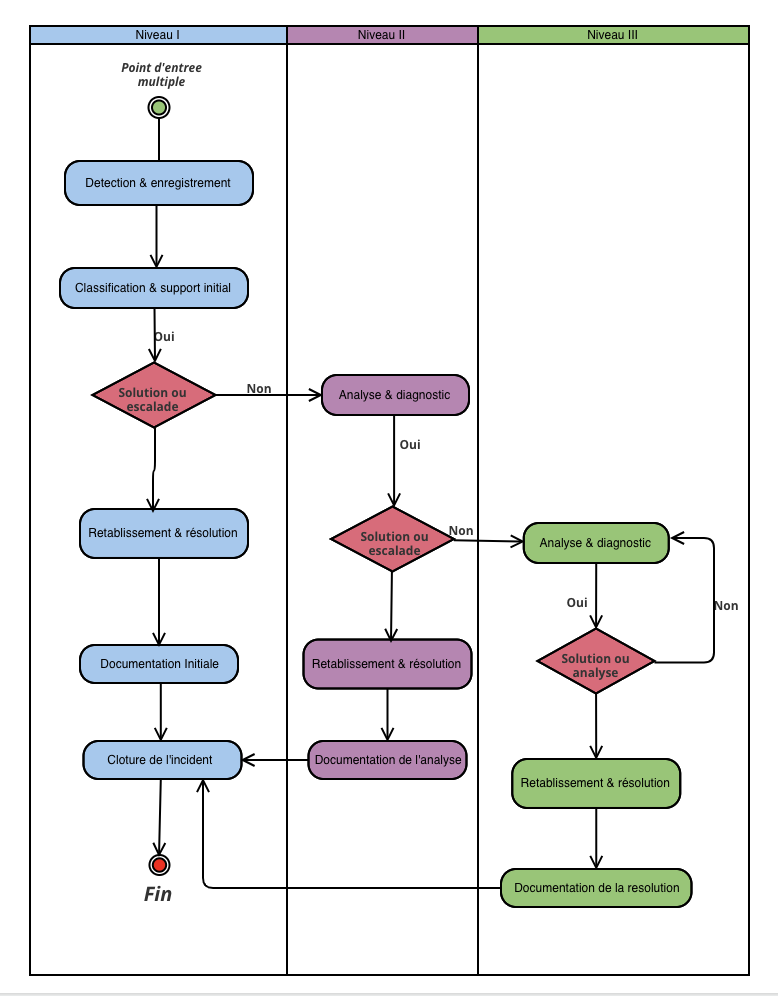 Niveau I
Niveau II
Niveau III
Point d'entree
multiple
Detection & enregistrement
Classification & support initial
Oui
Solution ou
escalade
Non
Analyse & diagnostic
Oui
Retablissement & résolution
Solution ou
escalade
Non
Analyse & diagnostic
Oui
Non
Documentation Initiale
Retablissement & résolution
Solution ou
analyse
Cloture de l'incident
Documentation de l'analyse
Retablissement & résolution
Fin
Documentation de la resolution